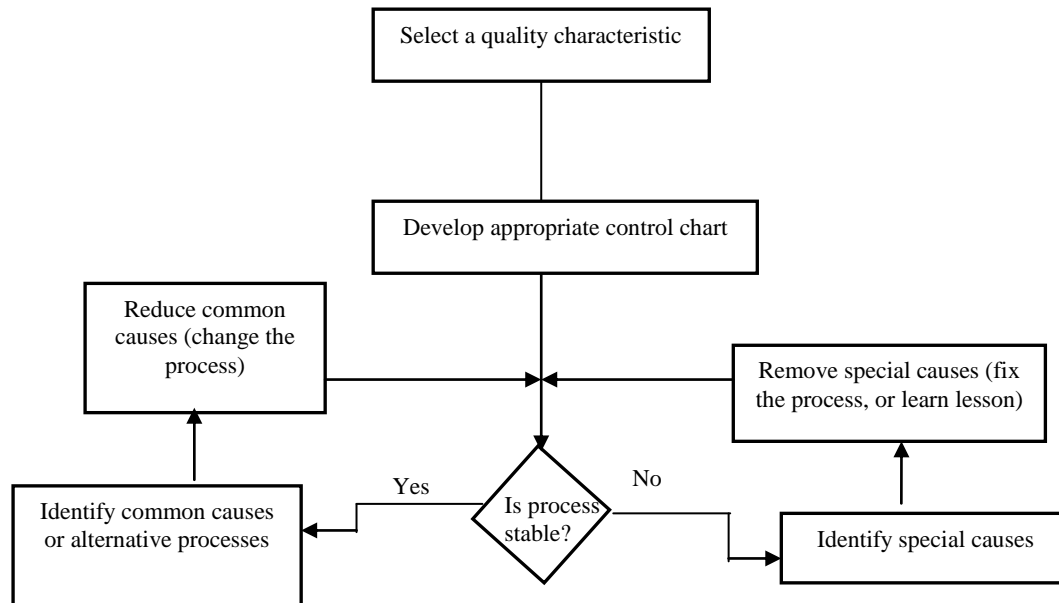 Select a quality characteristic
Develop appropriate control chart
Reduce common
causes (change the
process)
Remove special causes (fix
the process, or learn lesson)
Yes
No
Is process
stable?
Identify common causes
or alternative processes
Identify special causes